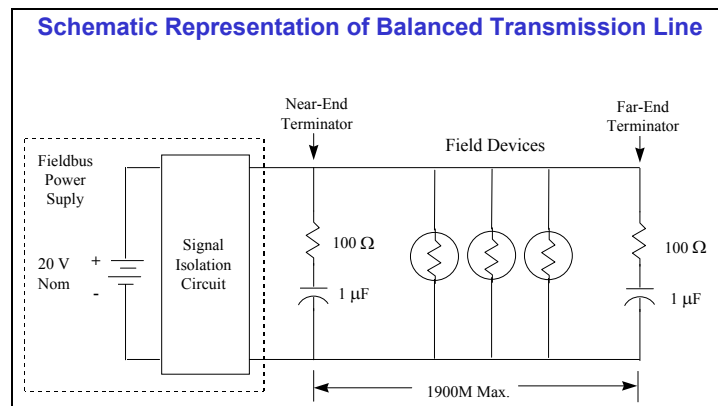 Schematic Representation of Balanced Transmission Line
Near-End
Terminator
Far-End
Terminator
Field Devices
Fieldbus
Power
Suply
20 V
Nom
+
-
Signal
Isolation
Circuit
100 Ω
1 μF
100 Ω
1 μF
1900M Max.